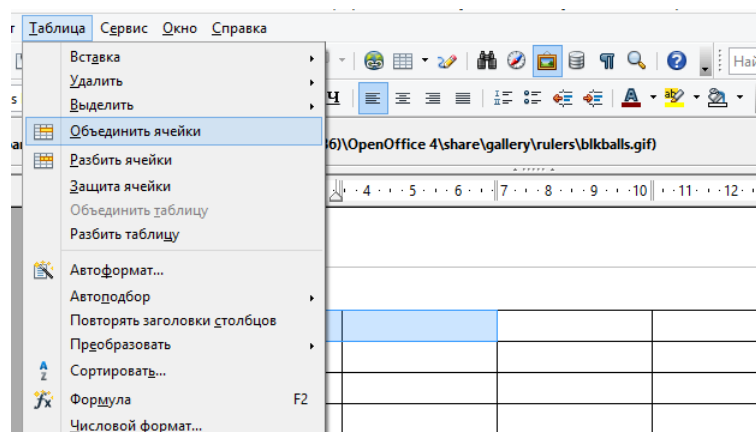 Таблица Сервис Окно Справка
Вставка
Удалить
Выделить
Объединить ячейки
Разбить ячейки
Защита ячейки
Объединить таблицу
Разбить таблицу
Автоформат...
Автоподбор
Повторять заголовки столбцов
Преобразовать
Сортировать...
Формула F2
Числовой формат...
Най
Ч
36)\OpenOffice 4\share\gallery\rulers\blkballs.gif)
4 5 6 7 8 9 10 11 12